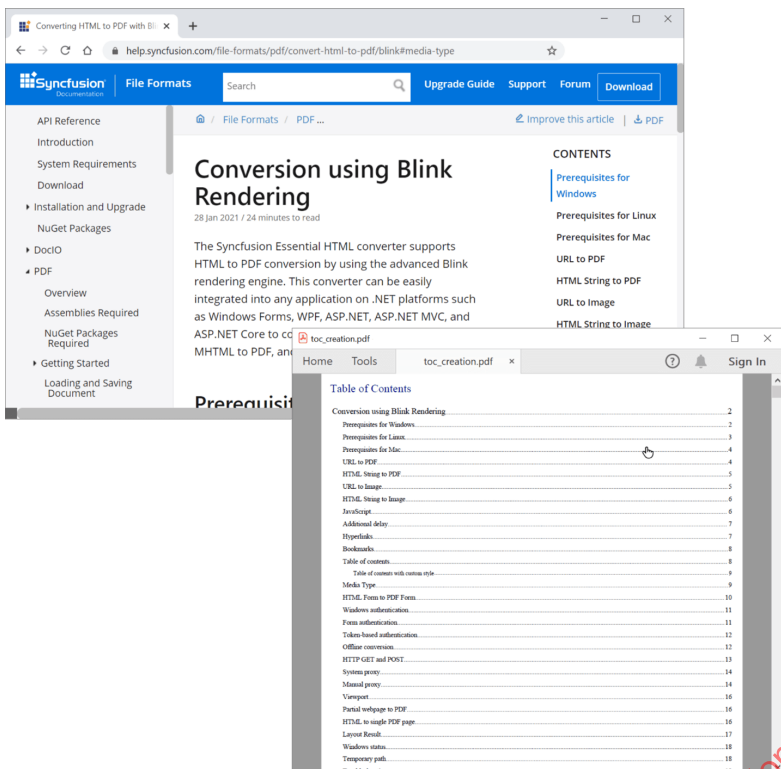 Converting HTML to PDF with Bli
help.syncfusion.com/file-formats/pdf/convert-html-to-pdf/blink#media-type
Syncfusion
Documentation
File Formats
Search
Upgrade Guide
Support
Forum
Download
API Reference
Introduction
System Requirements
Download
Installation and Upgrade
NuGet Packages
DocIO
PDF
Overview
Assemblies Required
NuGet Packages
Required
Getting Started
Loading and Saving
Document
/ File Formats / PDF ...
Improve this article | PDF
Conversion using Blink
Rendering
28 Jan 2021 / 24 minutes to read
The Syncfusion Essential HTML converter supports
HTML to PDF conversion by using the advanced Blink
rendering engine. This converter can be easily
integrated into any application on .NET platforms such
as Windows Forms, WPF, ASP.NET, ASP.NET MVC, and
ASP.NET Core to
MHTML to PDF,
CONTENTS
Prerequisites for
Windows
Prerequisites for Linux
Prerequisites for Mac
URL to PDF
HTML String to PDF
URL to Image
HTML String to Image
toc_creation.pdf
Home Tools toc_creation.pdf × Sign In
Table of Contents
Conversion using Blink Rendering 2
Prerequisites for Windows 2
Prerequisites for Linux 3
Prerequisites for Mac 4
URL to PDF 4
HTML String to PDF 5
URL to Image 5
HTML String to Image 6
JavaScript 6
Additional delay 7
Hyperlinks 7
Bookmarks 8
Table of contents 8
Table of contents with custom style 9
Media Type 9
HTML Form to PDF Form 10
Windows authentication 11
Form authentication 11
Token-based authentication 12
Offline conversion 12
HTTP GET and POST 13
System proxy 14
Manual proxy 14
Viewport 16
Partial webpage to PDF 16
HTML to single PDF page 16
Layout Result 17
Windows status 18
Temporary path 18